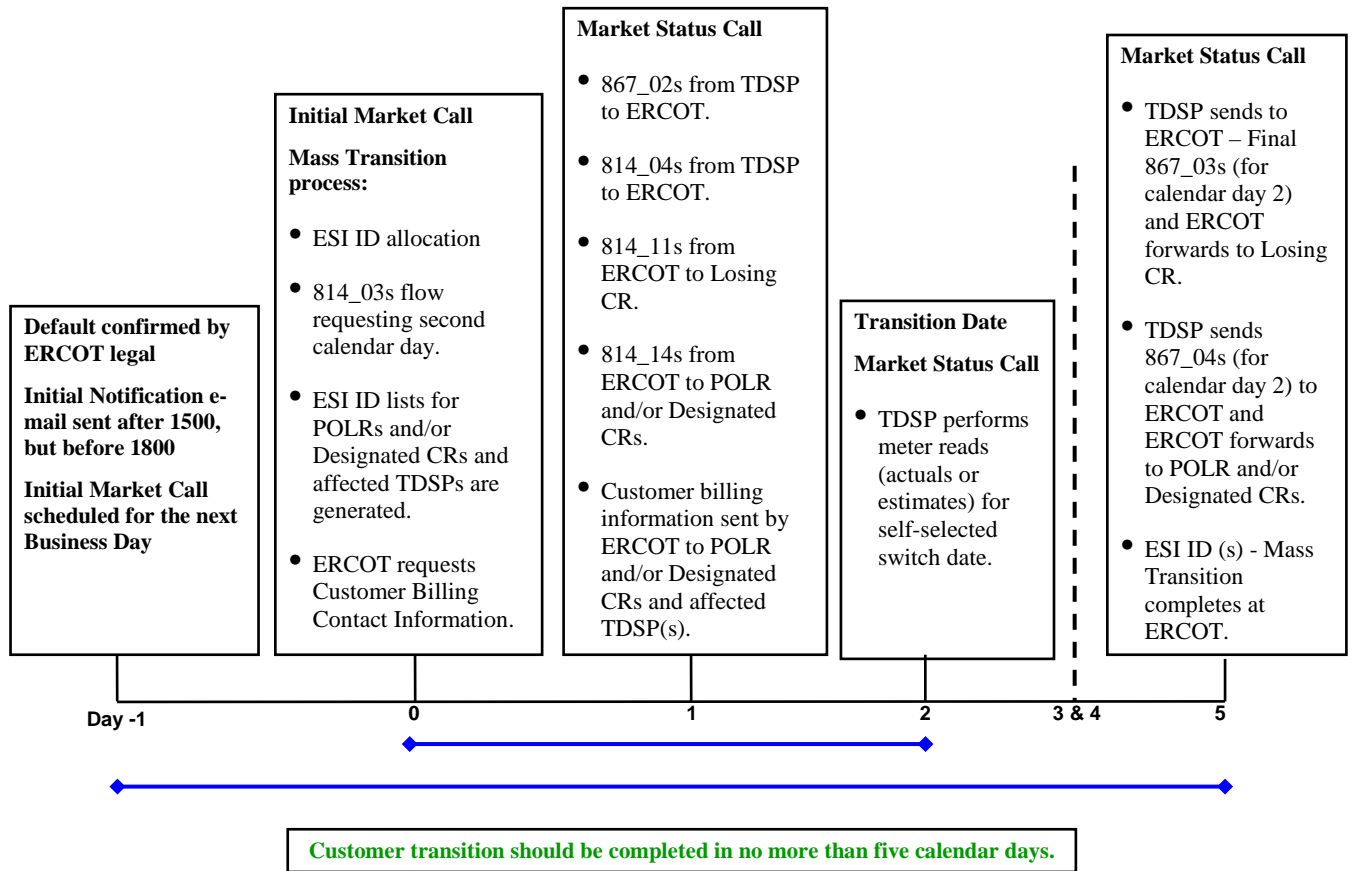 Default confirmed by
ERCOT legal
Initial Notification e-
mail sent after 1500,
but before 1800
Initial Market Call
scheduled for the next
Business Day
Initial Market Call
Mass Transition
process:
• ESI ID allocation
• 814_03s flow
requesting second
calendar day.
• ESI ID lists for
POLRs and/or
Designated CRs and
affected TDSPs are
generated.
• ERCOT requests
Customer Billing
Contact Information.
Market Status Call
• 867_02s from TDSP
to ERCOT.
• 814_04s from TDSP
to ERCOT.
• 814_11s from
ERCOT to Losing
CR.
• 814_14s from
ERCOT to POLR
and/or Designated
CRs.
• Customer billing
information sent by
ERCOT to POLR
and/or Designated
CRs and affected
TDSP(s).
Transition Date
Market Status Call
• TDSP performs
meter reads
(actuals or
estimates) for
self-selected
switch date.
Market Status Call
• TDSP sends to
ERCOT – Final
867_03s (for
calendar day 2)
and ERCOT
forwards to Losing
CR.
• TDSP sends
867_04s (for
calendar day 2) to
ERCOT and
ERCOT forwards
to POLR and/or
Designated CRs.
• ESI ID (s) - Mass
Transition
completes at
ERCOT.
Day -1
0
1
2
3 & 4
5
Customer transition should be completed in no more than five calendar days.